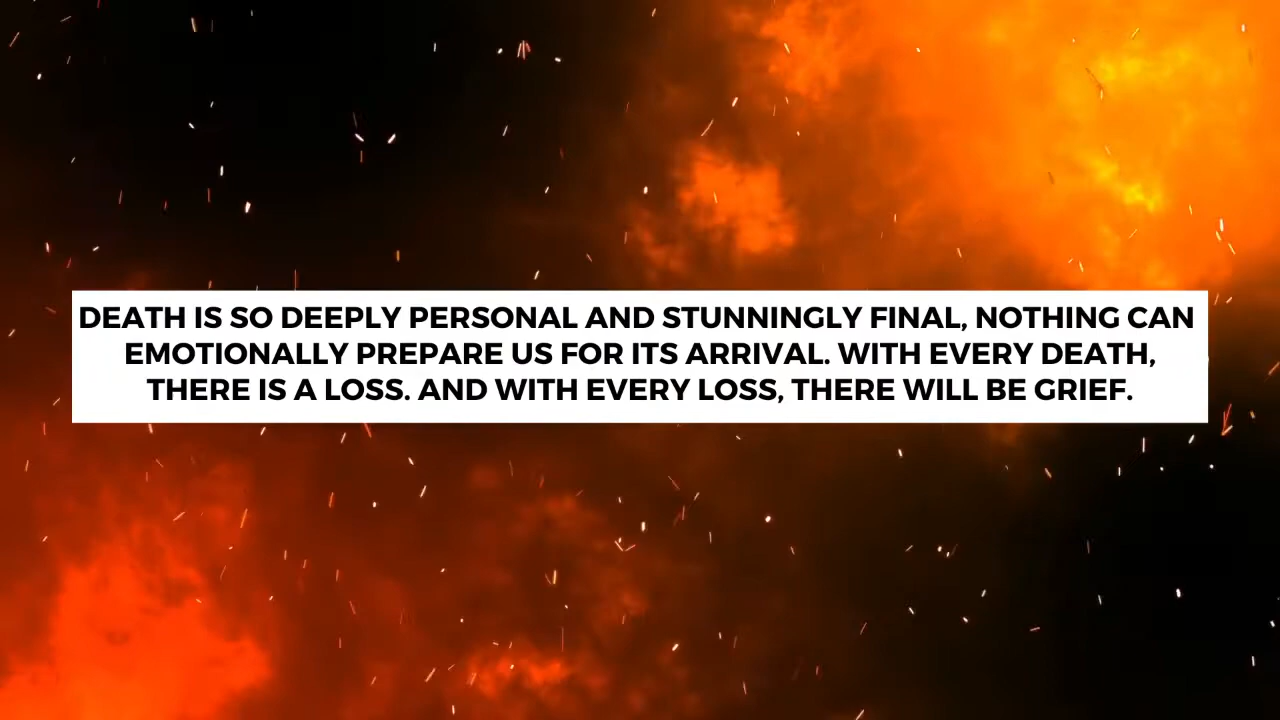 DEATH IS SO DEEPLY PERSONAL AND STUNNINGLY FINAL, NOTHING CAN
EMOTIONALLY PREPARE US FOR ITS ARRIVAL. WITH EVERY DEATH,
THERE IS A LOSS. AND WITH EVERY LOSS, THERE WILL BE GRIEF.